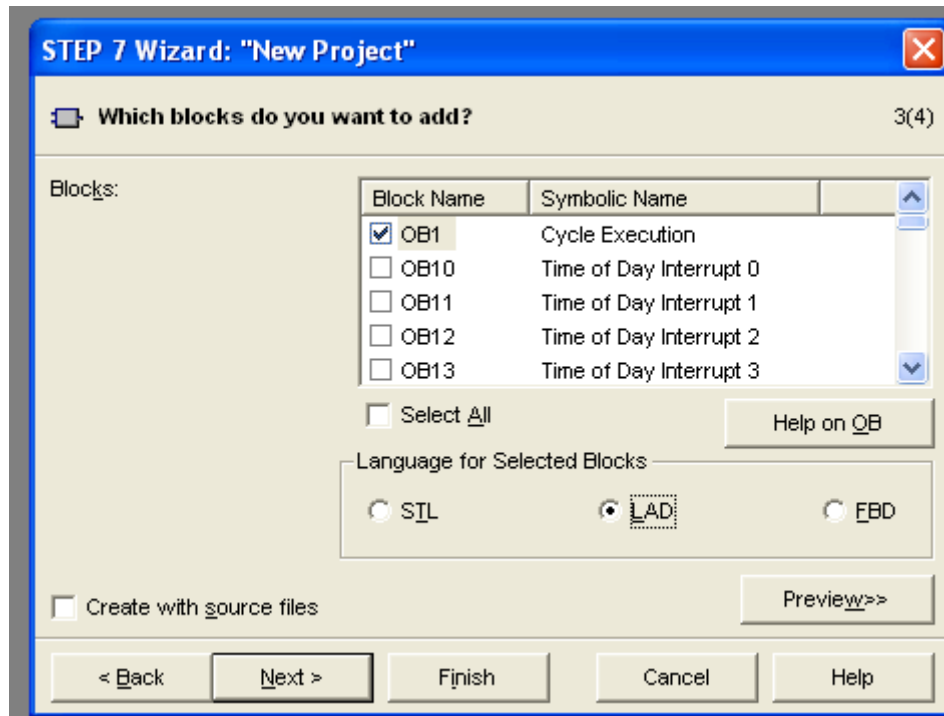 STEP 7 Wizard: "New Project"
Which blocks do you want to add? 3(4)
Blocks:
Block Name Symbolic Name
OB1 Cycle Execution
OB10 Time of Day Interrupt 0
OB11 Time of Day Interrupt 1
OB12 Time of Day Interrupt 2
OB13 Time of Day Interrupt 3
Select All
Help on OB
Language for Selected Blocks
STL LAD FBD
Create with source files
Preview>>
< Back Next > Finish Cancel Help